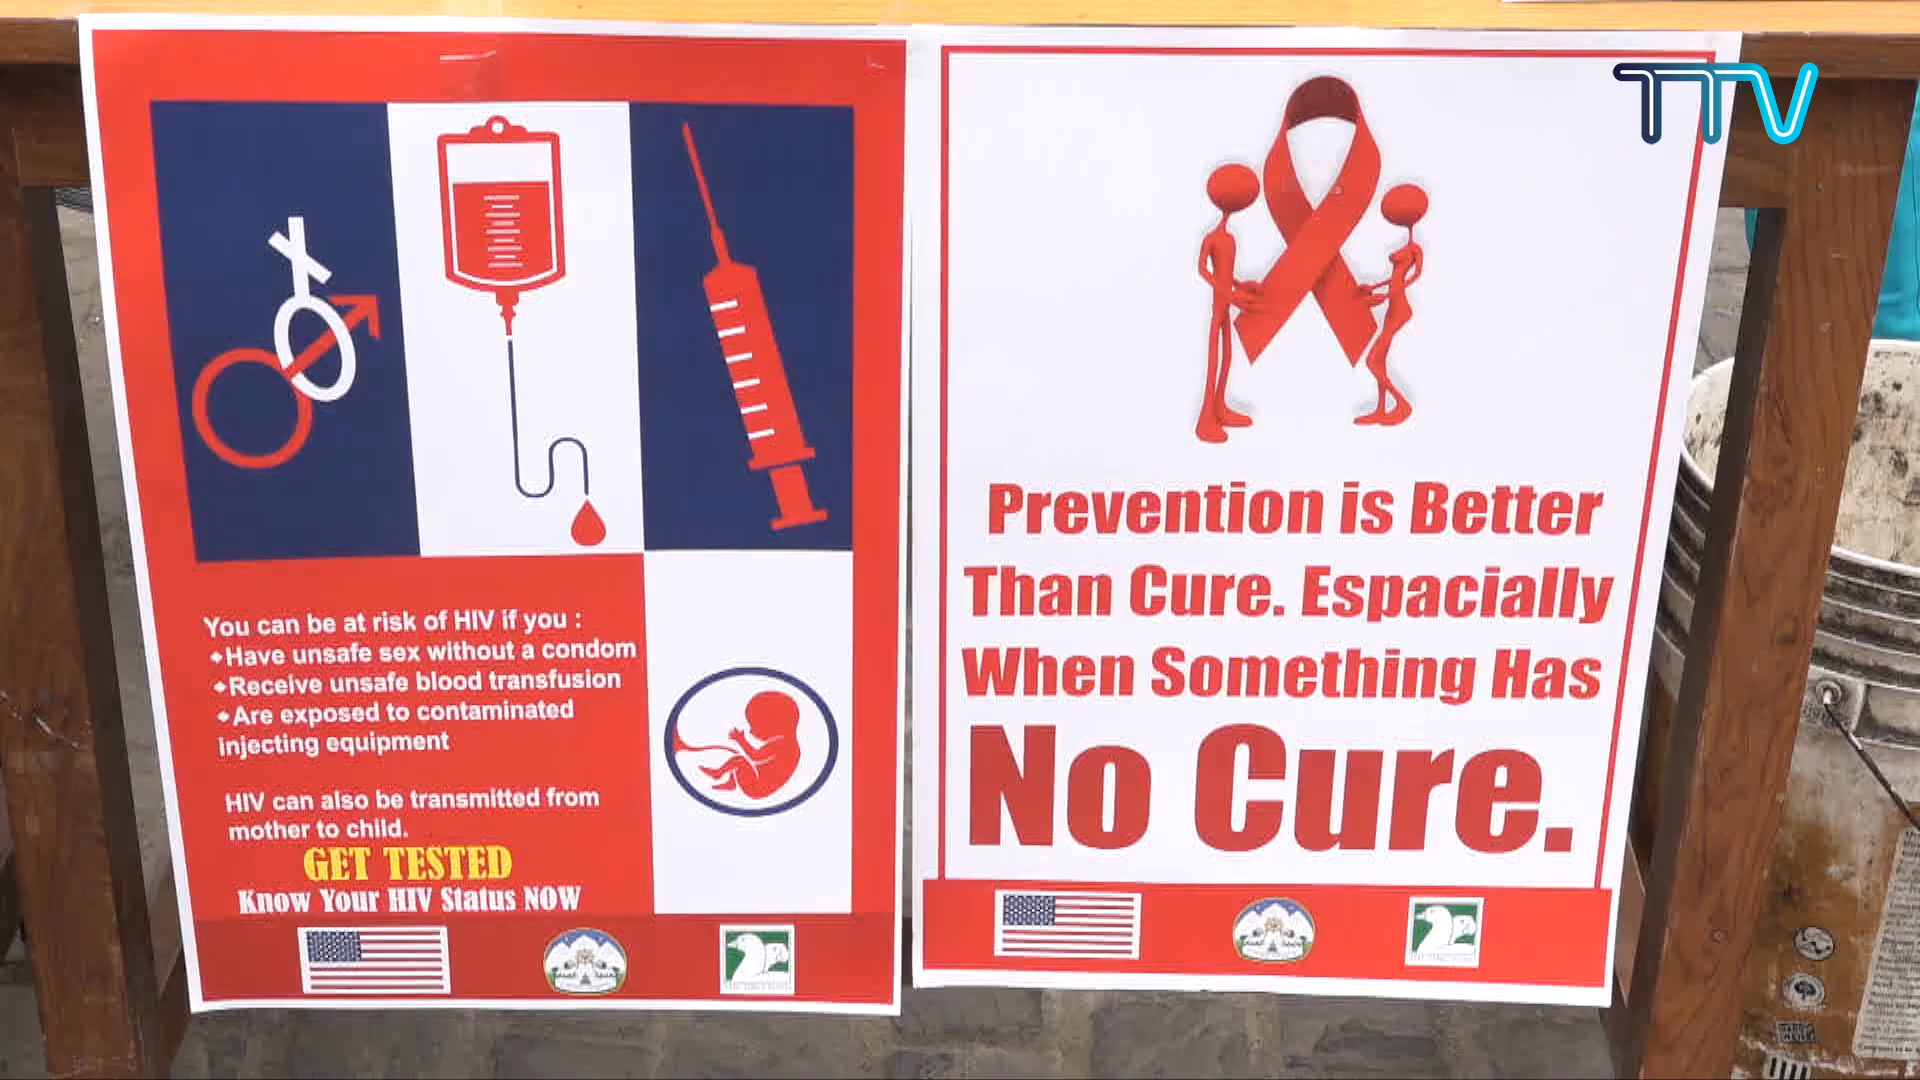 TTV
You can be at risk of HIV if you :
◆Have unsafe sex without a condom
◆Receive unsafe blood transfusion
◆Are exposed to contaminated
injecting equipment
HIV can also be transmitted from
mother to child.
GET TESTED
Know Your HIV Status NOW
Prevention is Better
Than Cure. Espacially
When Something Has
No Cure.